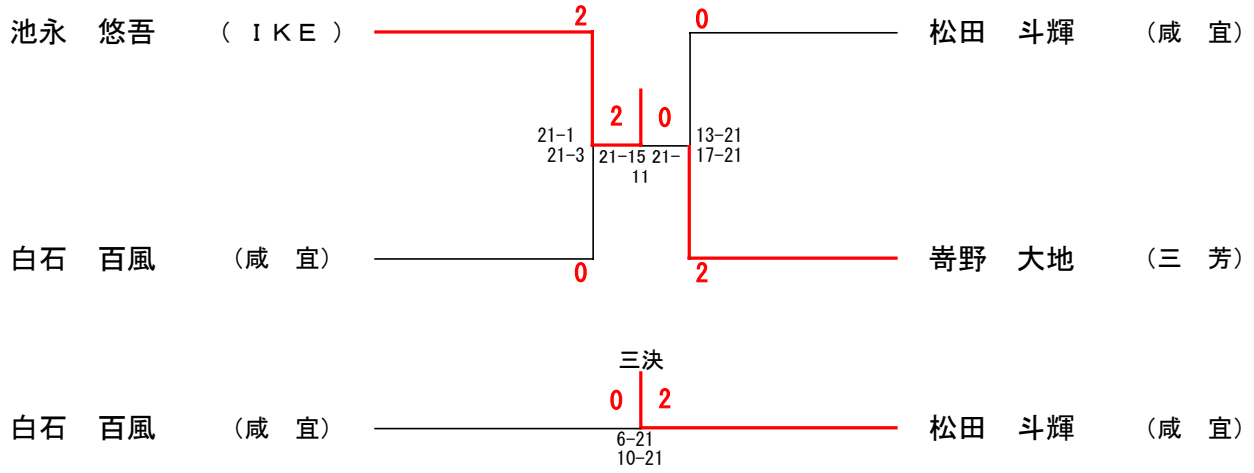 池永　悠吾　（ＩＫＥ）　2　0　松田　斗輝　（咸　宜）
2　0
21-1　13-21
21-3　21-15 21-　17-21
11
白石　百風　（咸　宜）　0　2　嵜野　大地　（三　芳）
三決
0　2
白石　百風　（咸　宜）　松田　斗輝　（咸　宜）
6-21
10-21